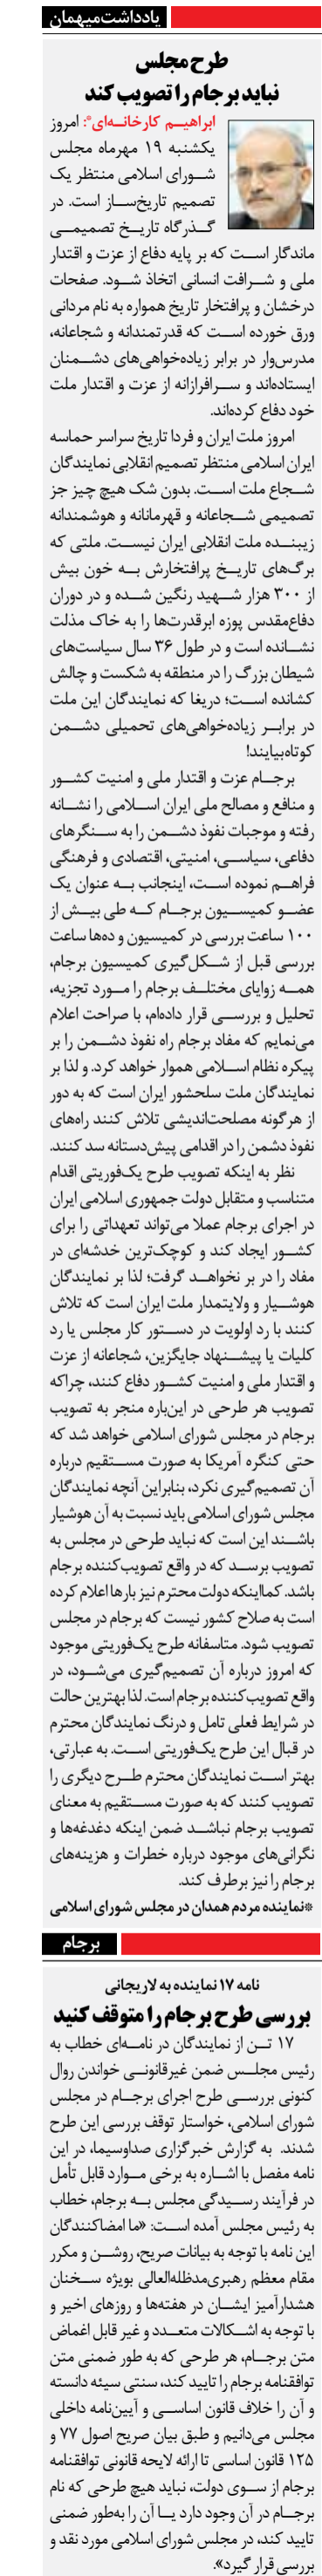 یادداشت میهمان
طرح مجلس
نباید برجام را تصویب کند
ابراهیم کارخانه‌ای*: امروز
یکشنبه ۱۹ مهرماه مجلس
شورای اسلامی منتظر یک
تصمیم تاریخ‌ساز است. در
گذرگاه تاریخ تصمیمی
ماندگار است که بر پایه دفاع از عزت و اقتدار
ملی و شرافت انسانی اتخاذ شود. صفحات
درخشان و پرافتخار تاریخ همواره به نام مردانی
ورق خورده است که قدرتمندانه و شجاعانه،
مدرس‌وار در برابر زیاده‌خواهی‌های دشمنان
ایستاده‌اند و سرافرازانه از عزت و اقتدار ملت
خود دفاع کرده‌اند.
امروز ملت ایران و فردا تاریخ سراسر حماسه
ایران اسلامی منتظر تصمیم انقلابی نمایندگان
شجاع ملت است. بدون شک هیچ چیز جز
تصمیمی شجاعانه و قهرمانانه و هوشمندانه
زیبنده ملت انقلابی ایران نیست. ملتی که
برگ‌های تاریخ پرافتخارش به خون بیش
از ۳۰۰ هزار شهید رنگین شده و در دوران
دفاع‌مقدس پوزه ابرقدرت‌ها را به خاک مذلت
نشانده است و در طول ۳۶ سال سیاست‌های
شیطان بزرگ را در منطقه به شکست و چالش
کشانده است؛ دریغا که نمایندگان این ملت
در برابر زیاده‌خواهی‌های تحمیلی دشمن
کوتاه‌بیایند!
برجام عزت و اقتدار ملی و امنیت کشور
و منافع و مصالح ملی ایران اسلامی را نشانه
رفته و موجبات نفوذ دشمن را به سنگرهای
دفاعی، سیاسی، امنیتی، اقتصادی و فرهنگی
فراهم نموده است، اینجانب به عنوان یک
عضو کمیسیون برجام که طی بیش از
۱۰۰ ساعت بررسی در کمیسیون و ده‌ها ساعت
بررسی قبل از شکل‌گیری کمیسیون برجام،
همه زوایای مختلف برجام را مورد تجزیه،
تحلیل و بررسی قرار داده‌ام، با صراحت اعلام
می‌نمایم که مفاد برجام راه نفوذ دشمن را بر
پیکره نظام اسلامی هموار خواهد کرد. و لذا بر
نمایندگان ملت سلحشور ایران است که به دور
از هرگونه مصلحت‌اندیشی تلاش کنند راه‌های
نفوذ دشمن را در اقدامی پیش‌دستانه سد کنند.
نظر به اینکه تصویب طرح یک‌فوریتی اقدام
متناسب و متقابل دولت جمهوری اسلامی ایران
در اجرای برجام عملا می‌تواند تعهداتی را برای
کشور ایجاد کند و کوچک‌ترین خدشه‌ای در
مفاد را در بر نخواهد گرفت؛ لذا بر نمایندگان
هوشیار و ولایتمدار ملت ایران است که تلاش
کنند با رد اولویت در دستور کار مجلس یا رد
کلیات یا پیشنهاد جایگزین، شجاعانه از عزت
و اقتدار ملی و امنیت کشور دفاع کنند، چراکه
تصویب هر طرحی در این‌باره منجر به تصویب
برجام در مجلس شورای اسلامی خواهد شد که
حتی کنگره آمریکا به صورت مستقیم درباره
آن تصمیم‌گیری نکرد، بنابراین آنچه نمایندگان
مجلس شورای اسلامی باید نسبت به آن هوشیار
باشند این است که نباید طرحی در مجلس به
تصویب برسد که در واقع تصویب‌کننده برجام
باشد. کمااینکه دولت محترم نیز بارها اعلام کرده
است به صلاح کشور نیست که برجام در مجلس
تصویب شود. متاسفانه طرح یک‌فوریتی موجود
که امروز درباره آن تصمیم‌گیری می‌شود، در
واقع تصویب‌کننده برجام است. لذا بهترین حالت
در شرایط فعلی تامل و درنگ نمایندگان محترم
در قبال این طرح یک‌فوریتی است. به عبارتی،
بهتر است نمایندگان محترم طرح دیگری را
تصویب کنند که به صورت مستقیم به معنای
تصویب برجام نباشد ضمن اینکه دغدغه‌ها و
نگرانی‌های موجود درباره خطرات و هزینه‌های
برجام را نیز برطرف کند.
*نماینده مردم همدان در مجلس شورای اسلامی
برجام
نامه ۱۷ نماینده به لاریجانی
بررسی طرح برجام را متوقف کنید
۱۷ تن از نمایندگان در نامه‌ای خطاب به
رئیس مجلس ضمن غیرقانونی خواندن روال
کنونی بررسی طرح اجرای برجام در مجلس
شورای اسلامی، خواستار توقف بررسی این طرح
شدند. به گزارش خبرگزاری صداوسیما، در این
نامه مفصل با اشاره به برخی موارد قابل تأمل
در فرآیند رسیدگی مجلس به برجام، خطاب
به رئیس مجلس آمده است: «ما امضاکنندگان
این نامه با توجه به بیانات صریح، روشن و مکرر
مقام معظم رهبری‌مدظله‌العالی بویژه سخنان
هشدارآمیز ایشان در هفته‌ها و روزهای اخیر و
با توجه به اشکالات متعدد و غیر قابل اغماض
متن برجام، هر طرحی که به طور ضمنی متن
توافقنامه برجام را تایید کند، سنتی سیئه دانسته
و آن را خلاف قانون اساسی و آیین‌نامه داخلی
مجلس می‌دانیم و طبق بیان صریح اصول ۷۷ و
۱۲۵ قانون اساسی تا ارائه لایحه قانونی توافقنامه
برجام از سوی دولت، نباید هیچ طرحی که نام
برجام در آن وجود دارد یا آن را به‌طور ضمنی
تایید کند، در مجلس شورای اسلامی مورد نقد و
بررسی قرار گیرد».